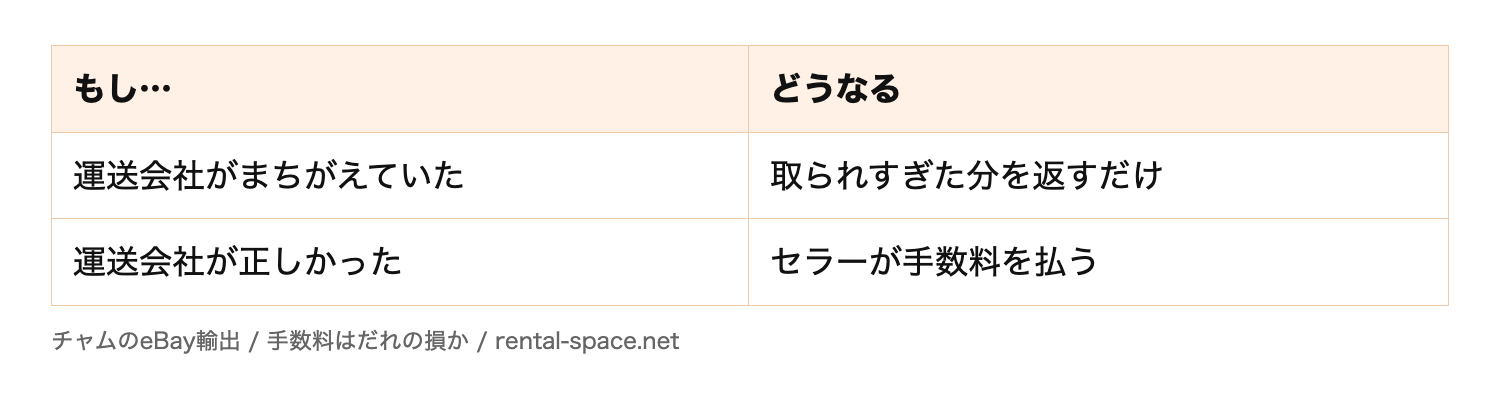 もし… どうなる
運送会社がまちがえていた 取られすぎた分を返すだけ
運送会社が正しかった セラーが手数料を払う
チャムのeBay輸出 / 手数料はだれの損か / rental-space.net